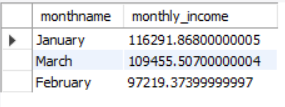 monthname monthly_income
January 116291.86800000005
March 109455.50700000004
February 97219.37399999997